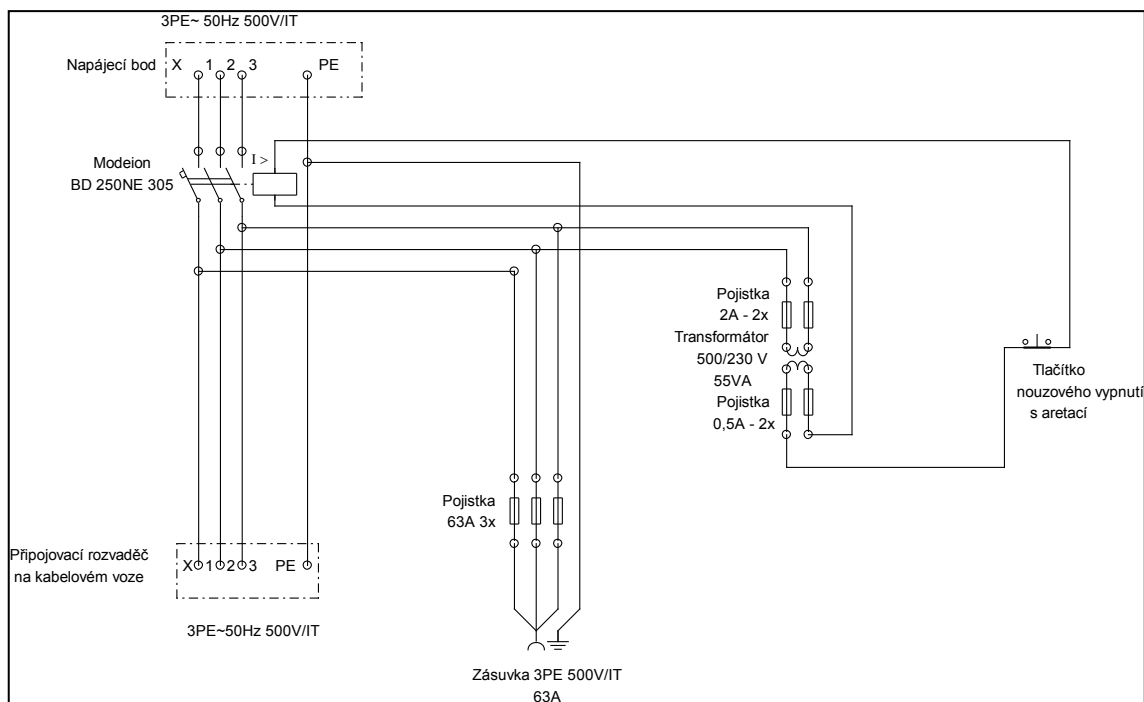 3PE~ 50Hz 500V/IT
Napájecí bod X 1 2 3 PE
Modeion
BD 250NE 305
I >
Pojistka
2A - 2x
Transformátor
500/230 V
55VA
Pojistka
0,5A - 2x
Tlačítko
nouzového vypnutí
s aretací
Pojistka
63A 3x
Připojovací rozvaděč
na kabelovém voze
X 1 2 3 PE
3PE~50Hz 500V/IT
Zásuvka 3PE 500V/IT
63A